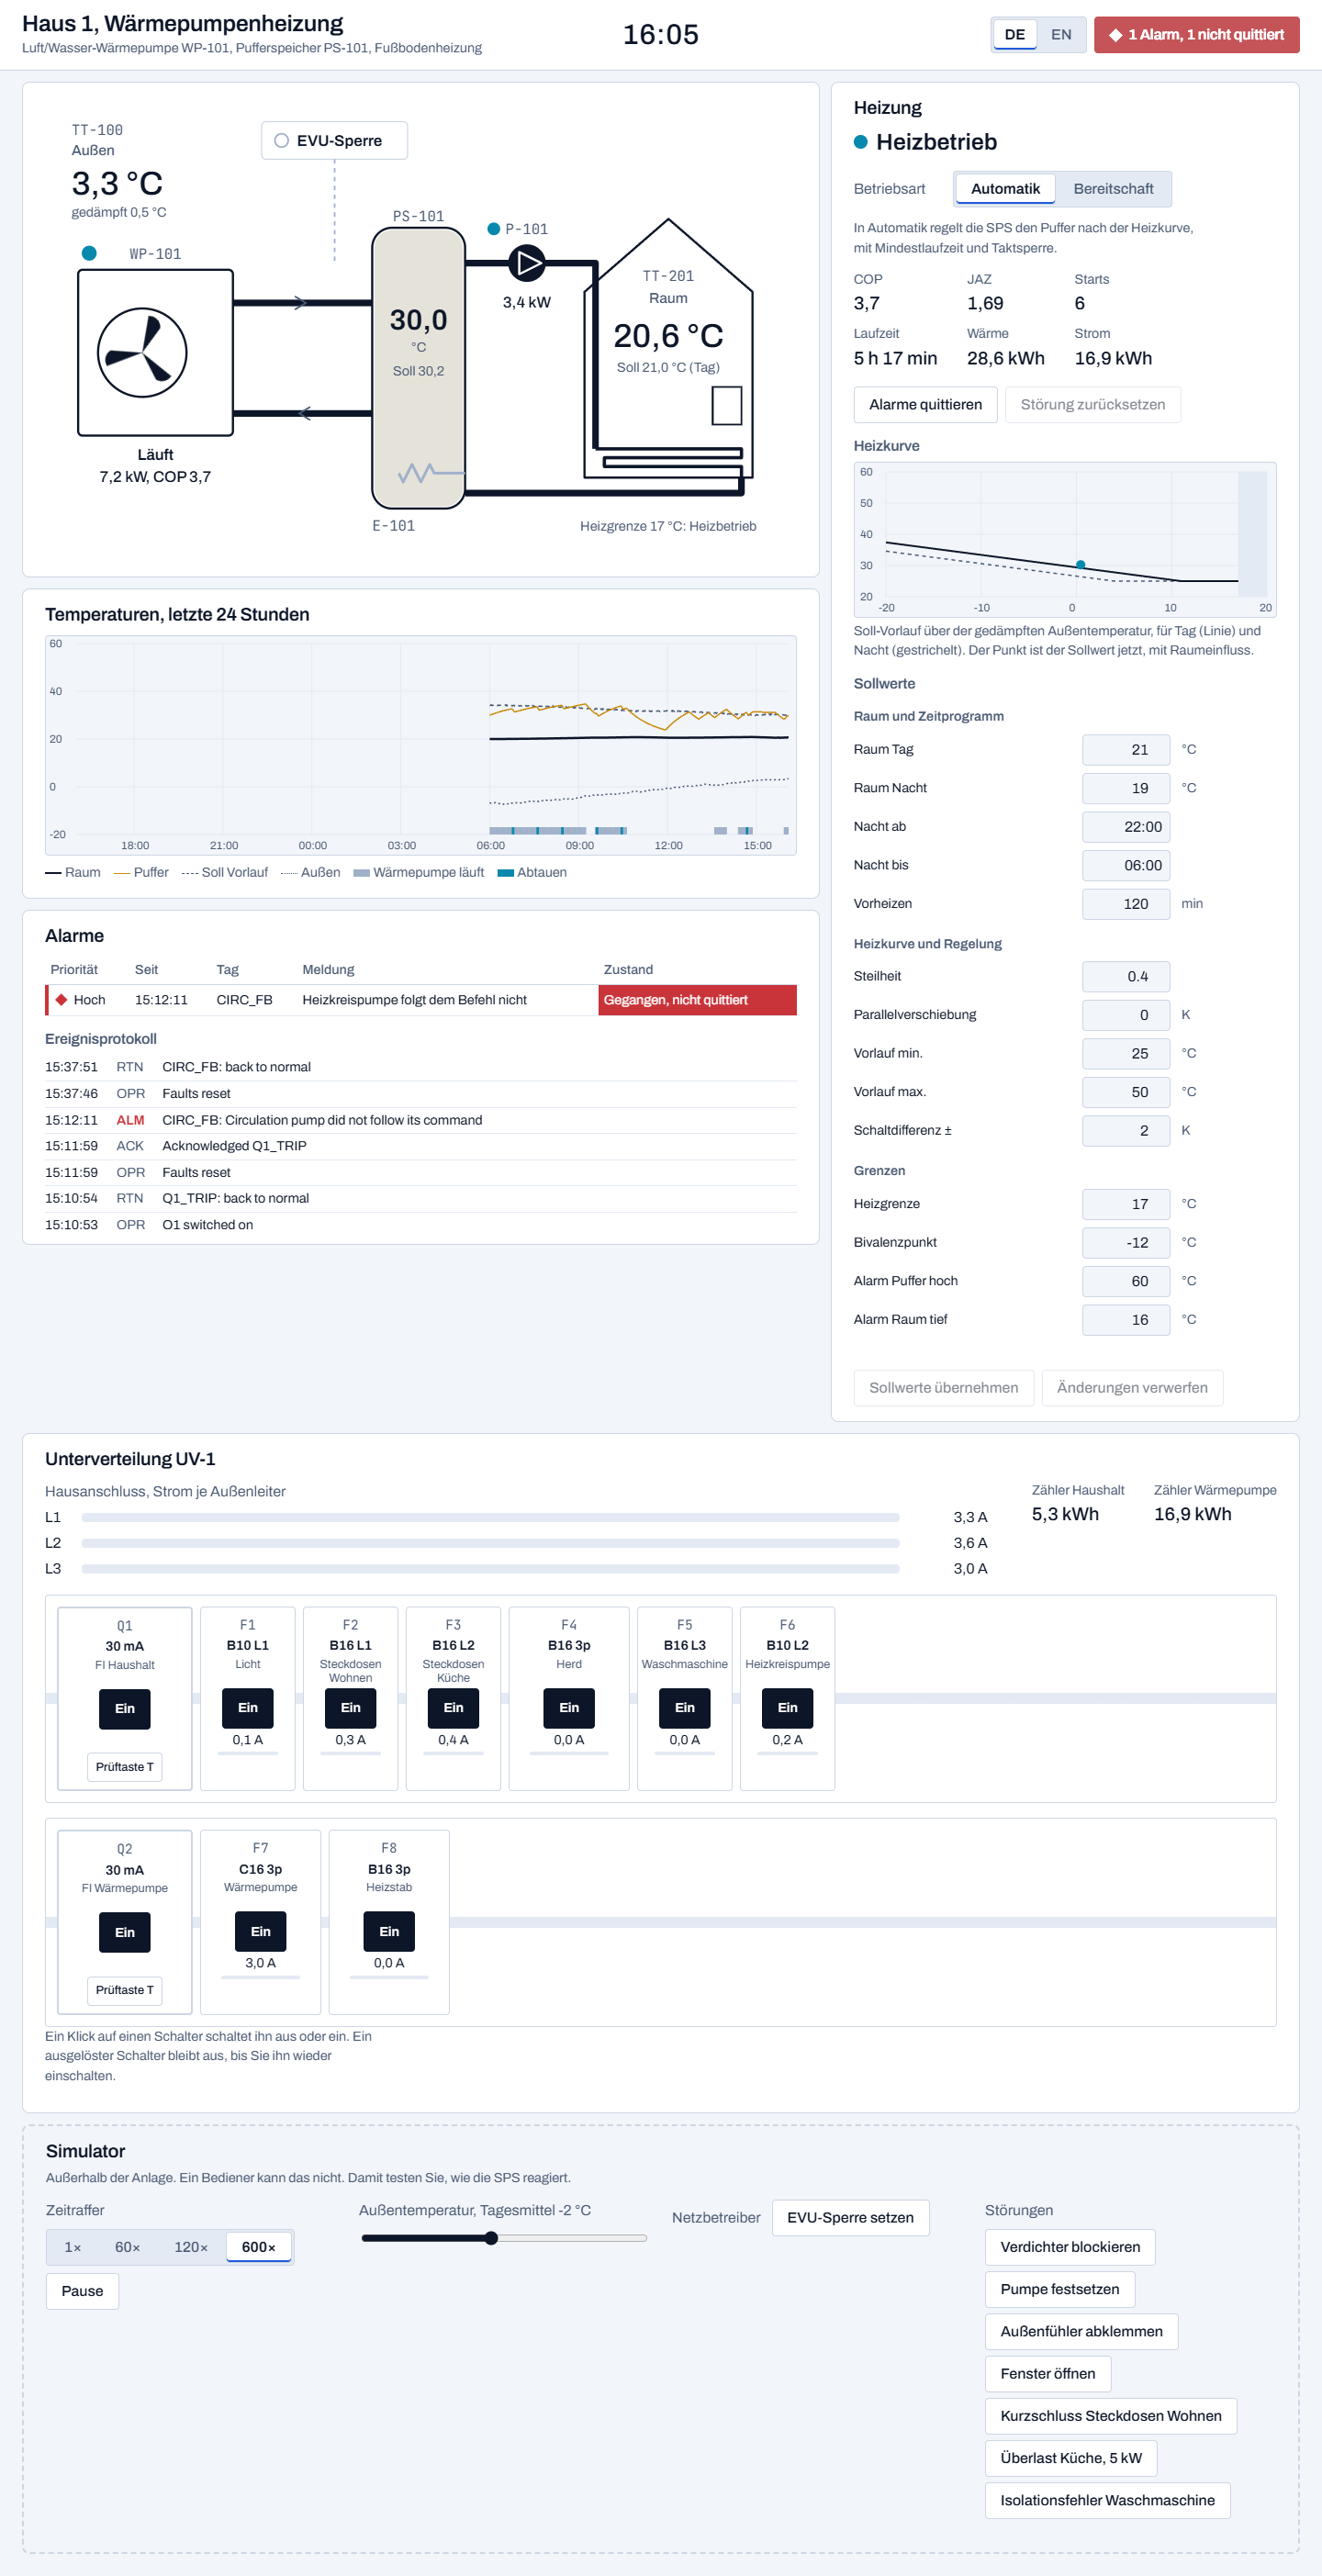 Haus 1, Wärmepumpenheizung
Luft/Wasser-Wärmepumpe WP-101, Pufferspeicher PS-101, Fußbodenheizung
16:05
DE EN
1 Alarm, 1 nicht quittiert
TT-100
Außen
3,3 °C
gedämpft 0,5 °C
EVU-Sperre
WP-101
Läuft
7,2 kW, COP 3,7
PS-101
30,0
°C
Soll 30,2
E-101
P-101
3,4 kW
TT-201
Raum
20,6 °C
Soll 21,0 °C (Tag)
Heizgrenze 17 °C: Heizbetrieb
Temperaturen, letzte 24 Stunden
60
40
20
0
-20
18:00 21:00 00:00 03:00 06:00 09:00 12:00 15:00
Raum Puffer Soll Vorlauf Außen Wärmepumpe läuft Abtauen
Alarme
Priorität Seit Tag Meldung Zustand
Hoch 15:12:11 CIRC_FB Heizkreispumpe folgt dem Befehl nicht Gegangen, nicht quittiert
Ereignisprotokoll
15:37:51 RTN CIRC_FB: back to normal
15:37:46 OPR Faults reset
15:12:11 ALM CIRC_FB: Circulation pump did not follow its command
15:11:59 ACK Acknowledged Q1_TRIP
15:11:59 OPR Faults reset
15:10:54 RTN Q1_TRIP: back to normal
15:10:53 OPR Q1 switched on
Heizung
Heizbetrieb
Betriebsart Automatik Bereitschaft
In Automatik regelt die SPS den Puffer nach der Heizkurve,
mit Mindestlaufzeit und Taktsperre.
COP JAZ Starts
3,7 1,69 6
Laufzeit Wärme Strom
5 h 17 min 28,6 kWh 16,9 kWh
Alarme quittieren Störung zurücksetzen
Heizkurve
60
50
40
30
20
-20 -10 0 10 20
Soll-Vorlauf über der gedämpften Außentemperatur, für Tag (Linie) und
Nacht (gestrichelt). Der Punkt ist der Sollwert jetzt, mit Raumeinfluss.
Sollwerte
Raum und Zeitprogramm
Raum Tag 21 °C
Raum Nacht 19 °C
Nacht ab 22:00
Nacht bis 06:00
Vorheizen 120 min
Heizkurve und Regelung
Steilheit 0.4
Parallelverschiebung 0 K
Vorlauf min. 25 °C
Vorlauf max. 50 °C
Schaltdifferenz ± 2 K
Grenzen
Heizgrenze 17 °C
Bivalenzpunkt -12 °C
Alarm Puffer hoch 60 °C
Alarm Raum tief 16 °C
Sollwerte übernehmen Änderungen verwerfen
Unterverteilung UV-1
Hausanschluss, Strom je Außenleiter
L1 3,3 A
L2 3,6 A
L3 3,0 A
Zähler Haushalt Zähler Wärmepumpe
5,3 kWh 16,9 kWh
Q1 F1 F2 F3 F4 F5 F6
30 mA B10 L1 B16 L1 B16 L2 B16 3p B16 L3 B10 L2
FI Haushalt Licht Steckdosen Wohnen Steckdosen Küche Herd Waschmaschine Heizkreispumpe
Ein Ein Ein Ein Ein Ein Ein
0,1 A 0,3 A 0,4 A 0,0 A 0,0 A 0,2 A
Prüftaste T
Q2 F7 F8
30 mA C16 3p B16 3p
FI Wärmepumpe Wärmepumpe Heizstab
Ein Ein Ein
3,0 A 0,0 A
Prüftaste T
Ein Klick auf einen Schalter schaltet ihn aus oder ein. Ein
ausgelöster Schalter bleibt aus, bis Sie ihn wieder
einschalten.
Simulator
Außerhalb der Anlage. Ein Bediener kann das nicht. Damit testen Sie, wie die SPS reagiert.
Zeitraffer
1× 60× 120× 600×
Pause
Außentemperatur, Tagesmittel -2 °C
Netzbetreiber EVU-Sperre setzen
Störungen
Verdichter blockieren
Pumpe festsetzen
Außenfühler abklemmen
Fenster öffnen
Kurzschluss Steckdosen Wohnen
Überlast Küche, 5 kW
Isolationsfehler Waschmaschine